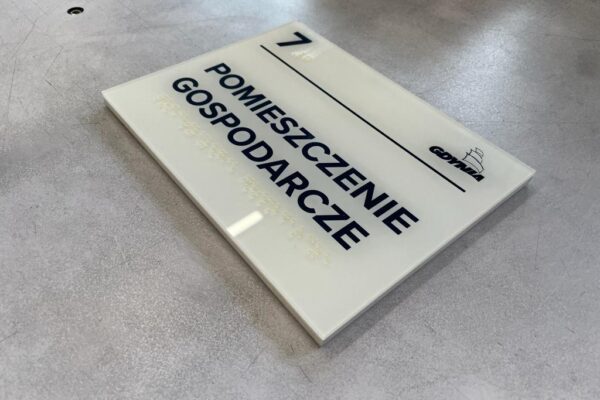 7
GDYNIA
POMIESZCZENIE
GOSPODARCZE